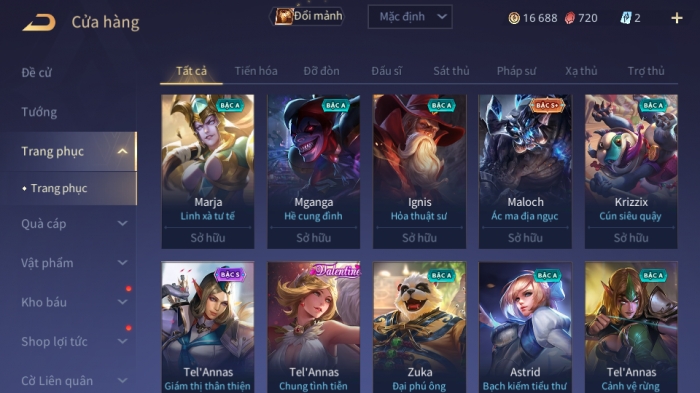 Cửa hàng
Đổi mảnh
Mặc định
16 688
720
2
Đề cử
Tướng
Trang phục
Trang phục
Quà cáp
Vật phẩm
Kho báu
Shop lợi tức
Cờ Liên quân
Tất cả
Tiến hóa
Đỡ đòn
Đấu sĩ
Sát thủ
Pháp sư
Xạ thủ
Trợ thủ
BẬC A
Marja
Linh xà tư tế
Sở hữu
BẬC A
Mganga
Hề cung đình
Sở hữu
BẬC A
Ignis
Hỏa thuật sư
Sở hữu
BẬC S+
Maloch
Ác ma địa ngục
Sở hữu
BẬC A
Krizzix
Cún siêu quậy
Sở hữu
BẬC S
Tel'Annas
Giám thị thân thiện
Valentine
Tel'Annas
Chung tình tiễn
BẬC A
Zuka
Đại phú ông
BẬC A
Astrid
Bạch kiếm tiểu thư
BẬC A
Tel'Annas
Cảnh vệ rừng